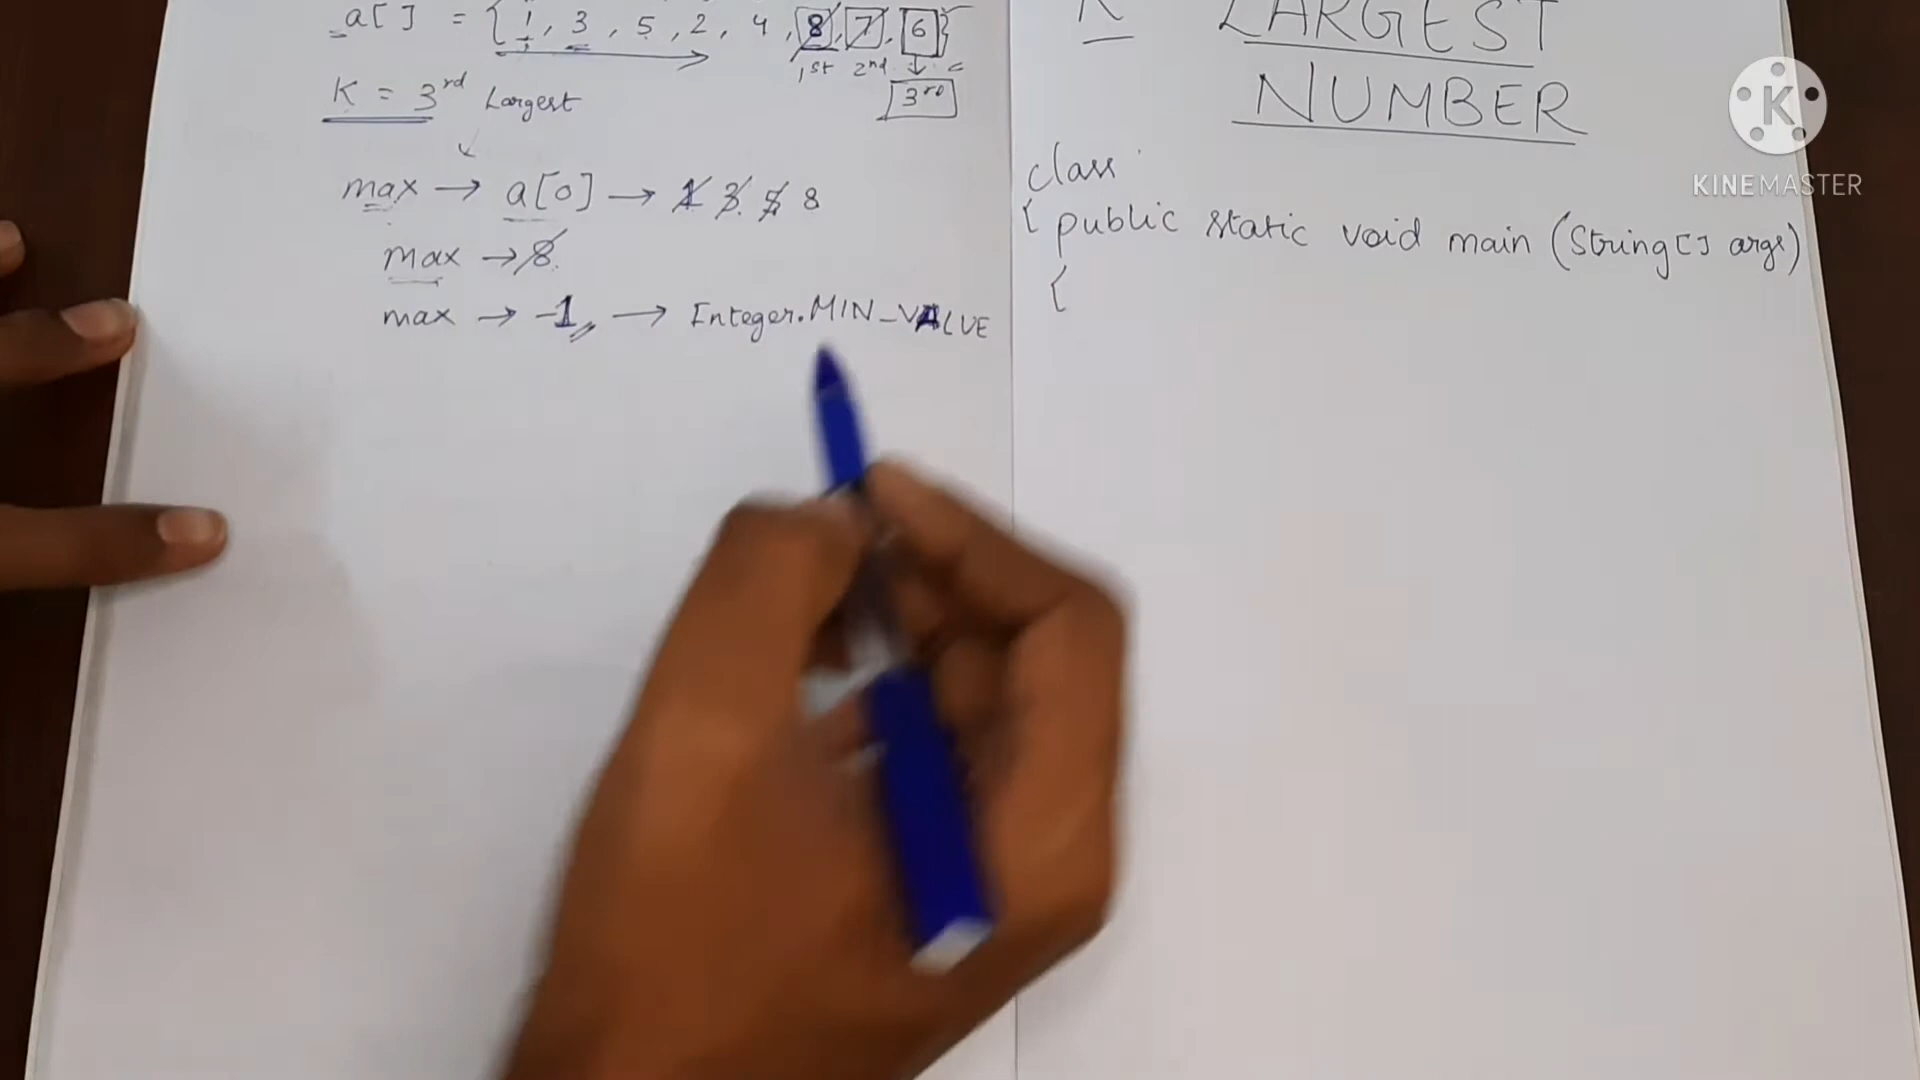 a[] = {1, 3, 5, 2, 4, 8, 7, 6}
1st 2nd
3rd
K = 3rd Largest
max → a[0] → 1 3 5 8
max → 8
max → -1 → Integer.MIN_VALUE
K LARGEST
NUMBER
class
{ public static void main (String[] args)
{
K
KINEMASTER